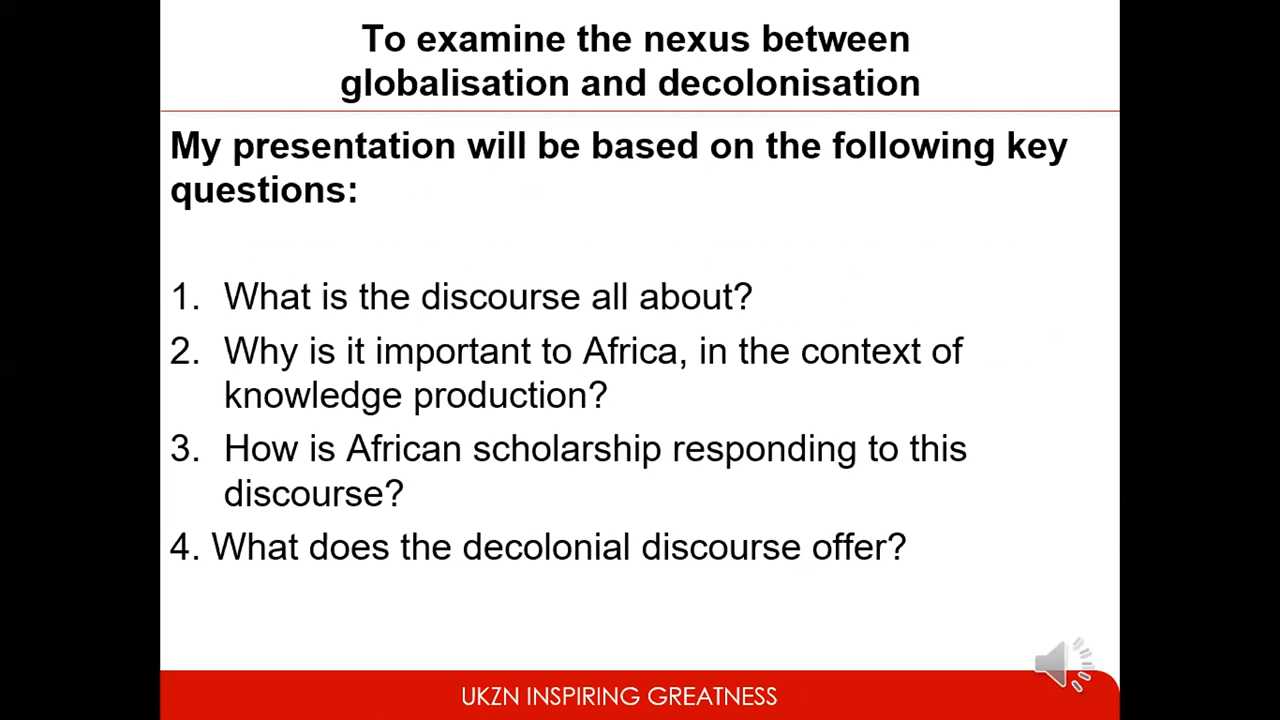 To examine the nexus between
globalisation and decolonisation
My presentation will be based on the following key
questions:
1. What is the discourse all about?
2. Why is it important to Africa, in the context of
knowledge production?
3. How is African scholarship responding to this
discourse?
4. What does the decolonial discourse offer?
UKZN INSPIRING GREATNESS